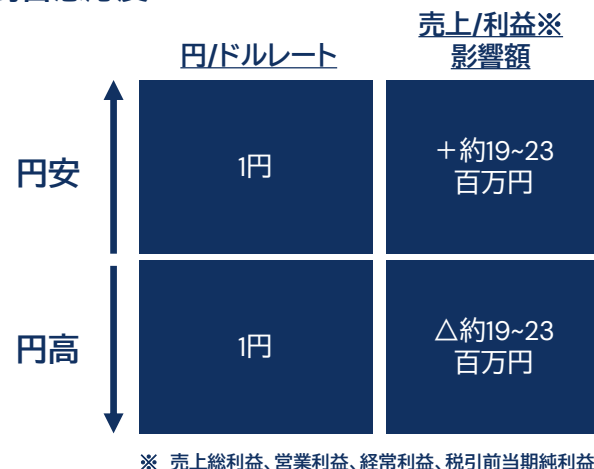 円/ドルレート
売上/利益※
影響額
円安
1円
＋約19~23
百万円
円高
1円
△約19~23
百万円
※ 売上総利益、営業利益、経常利益、税引前当期純利益